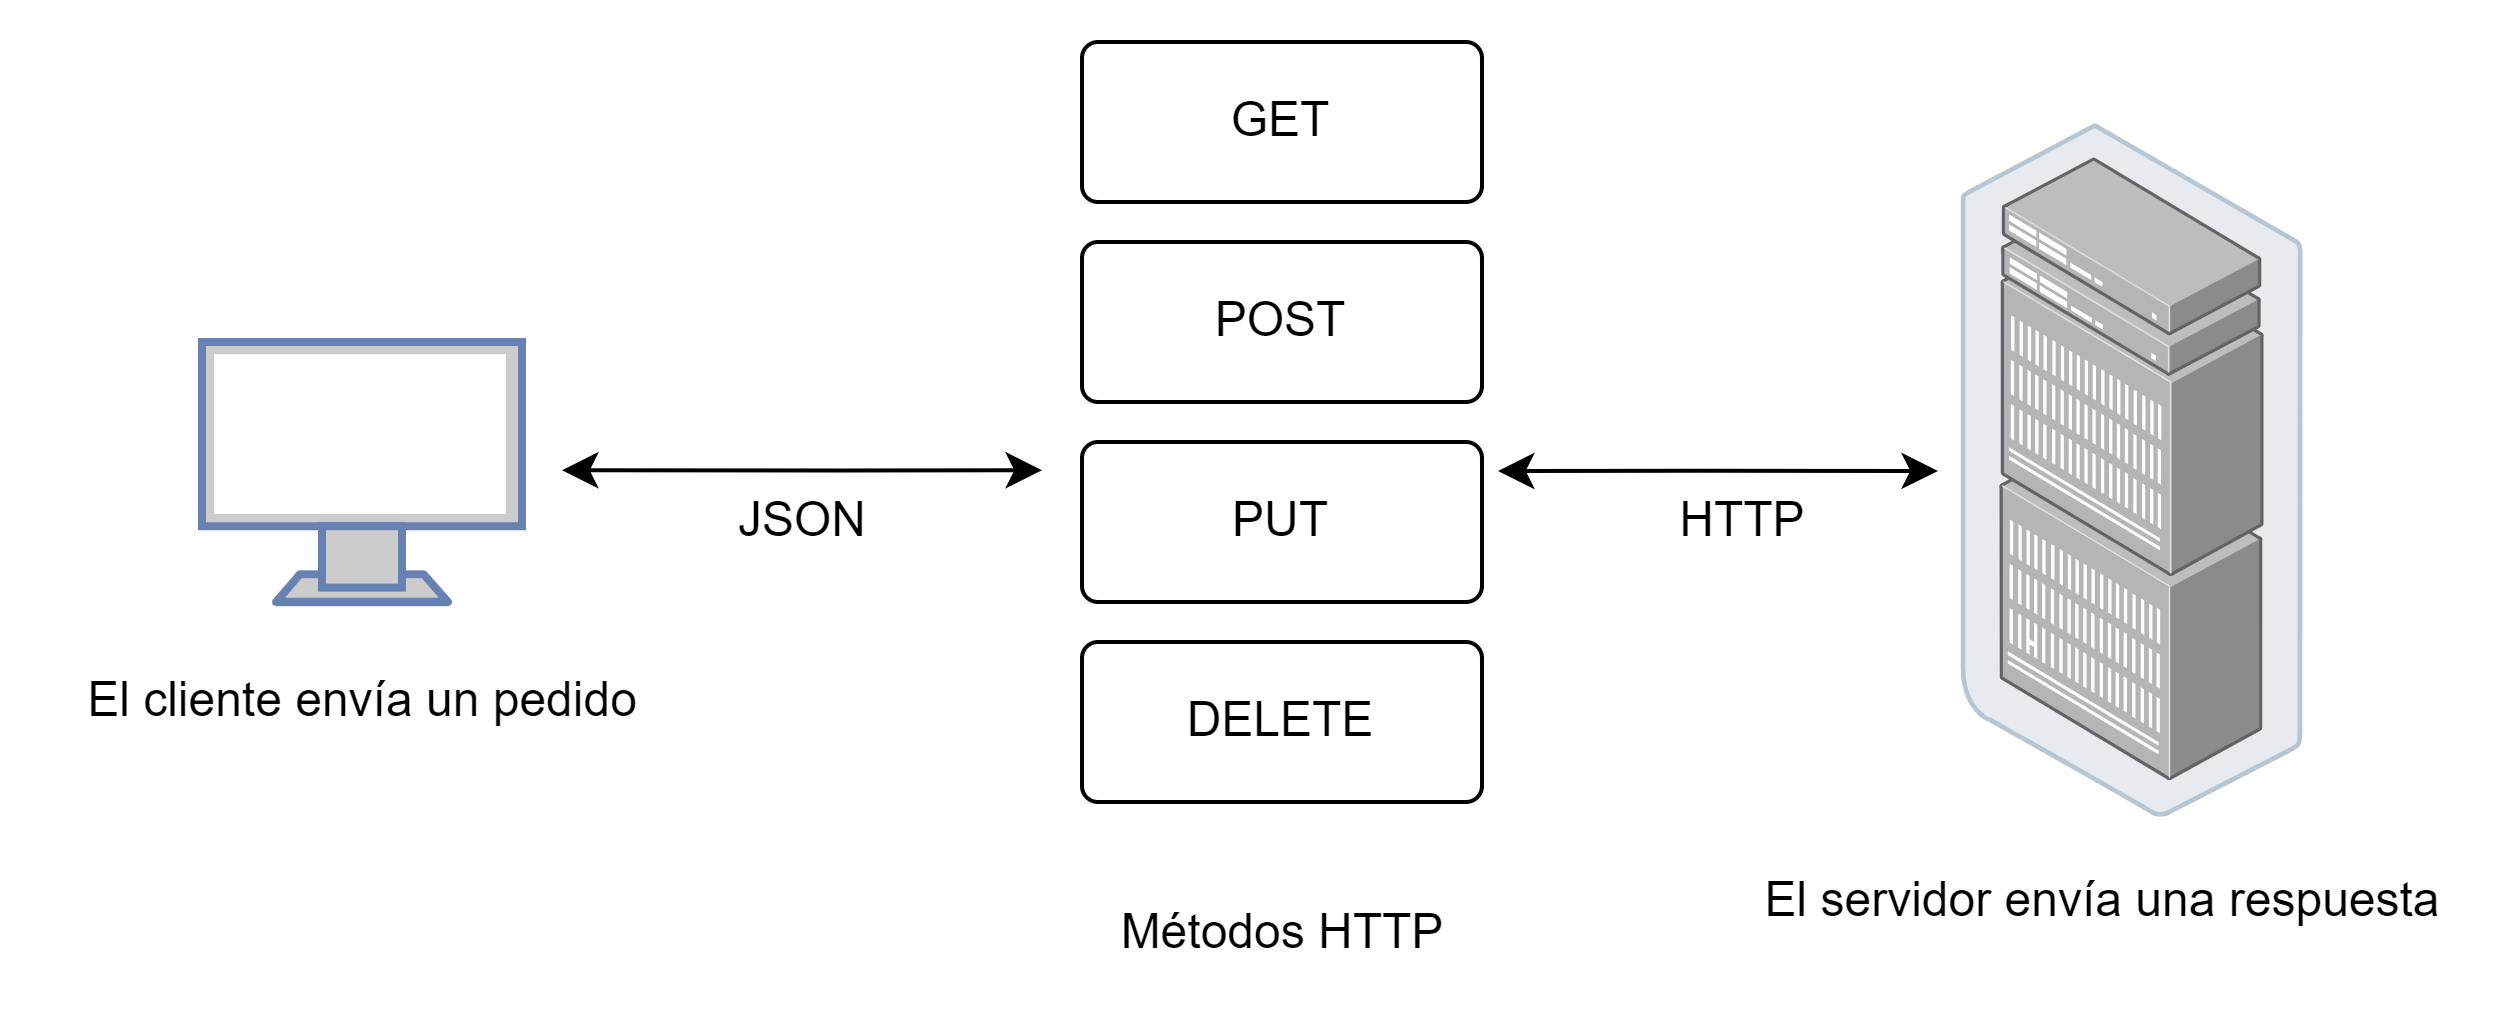 GET
POST
PUT
DELETE
JSON
HTTP
El cliente envía un pedido
Métodos HTTP
El servidor envía una respuesta